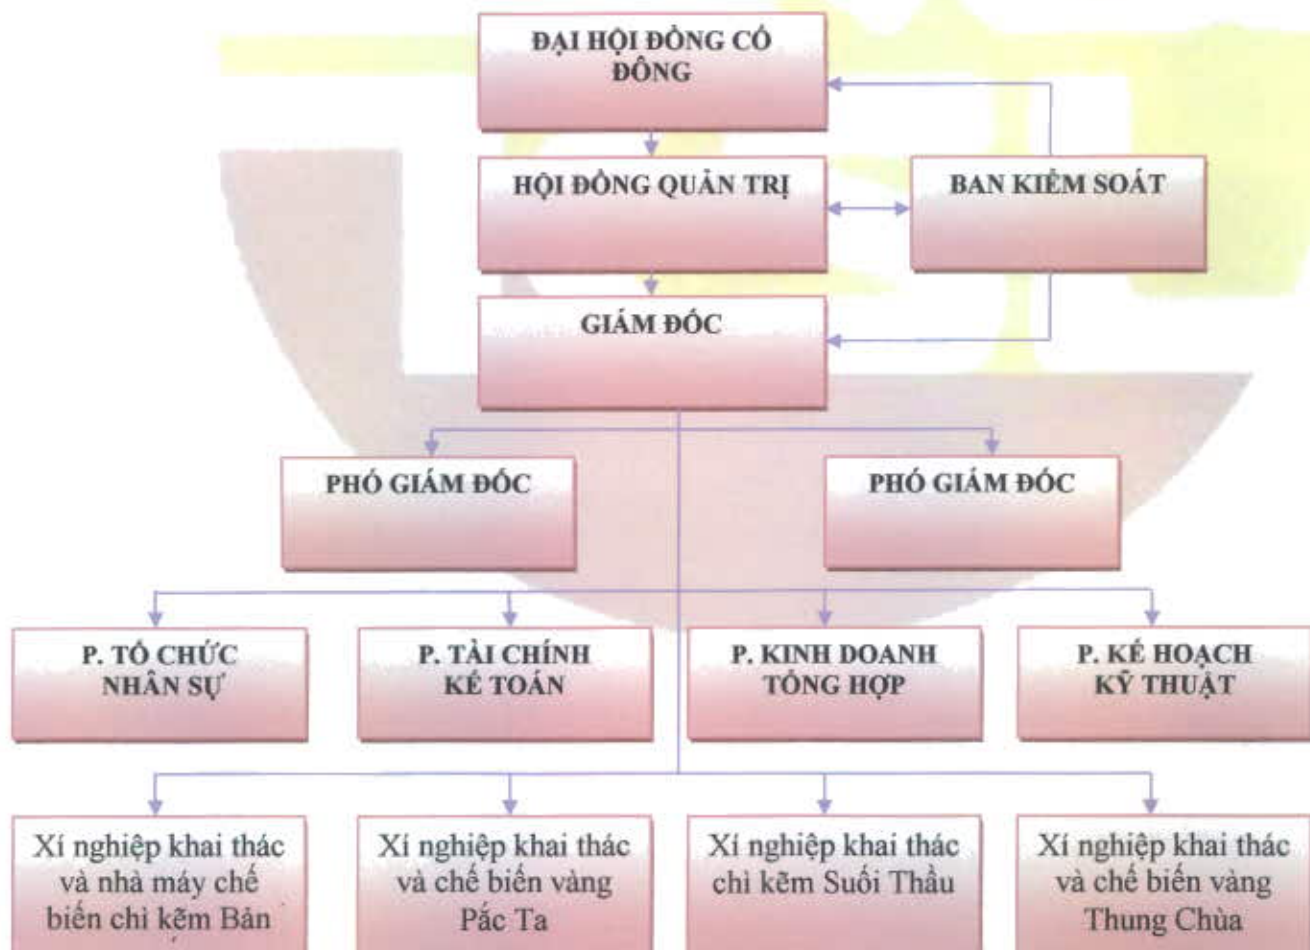 ĐẠI HỘI ĐỒNG CỔ
ĐÔNG
HỘI ĐỒNG QUẢN TRỊ
BAN KIỂM SOÁT
GIÁM ĐỐC
PHÓ GIÁM ĐỐC
PHÓ GIÁM ĐỐC
P. TỔ CHỨC
NHÂN SỰ
P. TÀI CHÍNH
KẾ TOÁN
P. KINH DOANH
TỔNG HỢP
P. KẾ HOẠCH
KỸ THUẬT
Xí nghiệp khai thác
và nhà máy chế
biến chì kẽm Bản
Xí nghiệp khai thác
và chế biến vàng
Pắc Ta
Xí nghiệp khai thác
chì kẽm Suối Thầu
Xí nghiệp khai thác
và chế biến vàng
Thung Chùa